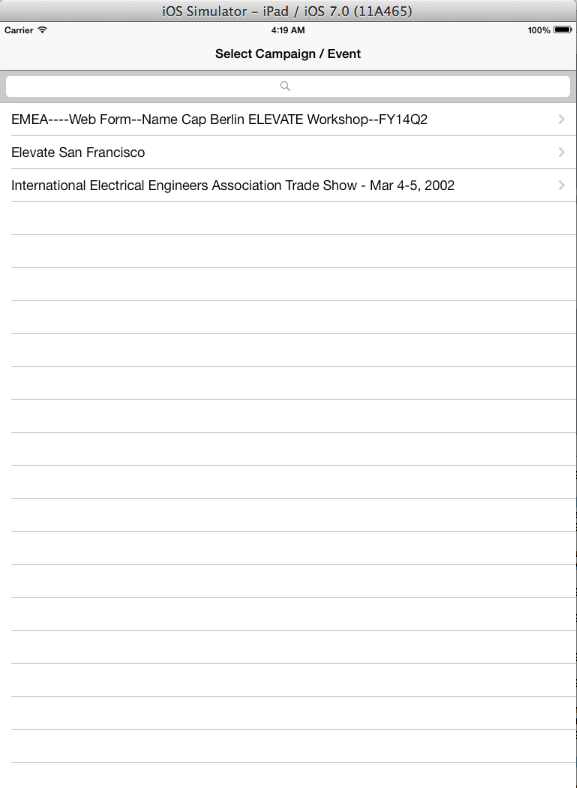 iOS Simulator - iPad / iOS 7.0 (11A465)
Carrier 4:19 AM 100%
Select Campaign / Event
EMEA----Web Form--Name Cap Berlin ELEVATE Workshop--FY14Q2
Elevate San Francisco
International Electrical Engineers Association Trade Show - Mar 4-5, 2002